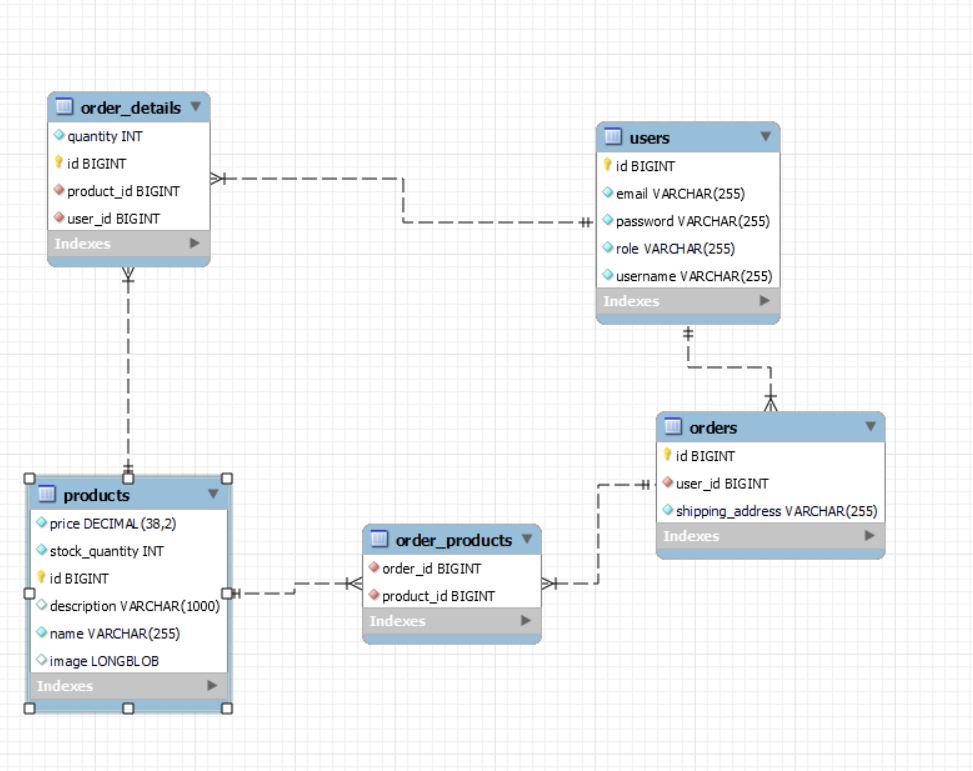 order_details
quantity INT
id BIGINT
product_id BIGINT
user_id BIGINT
Indexes
users
id BIGINT
email VARCHAR(255)
password VARCHAR(255)
role VARCHAR(255)
username VARCHAR(255)
Indexes
orders
id BIGINT
user_id BIGINT
shipping_address VARCHAR(255)
Indexes
products
price DECIMAL(38,2)
stock_quantity INT
id BIGINT
description VARCHAR(1000)
name VARCHAR(255)
image LONGBLOB
Indexes
order_products
order_id BIGINT
product_id BIGINT
Indexes